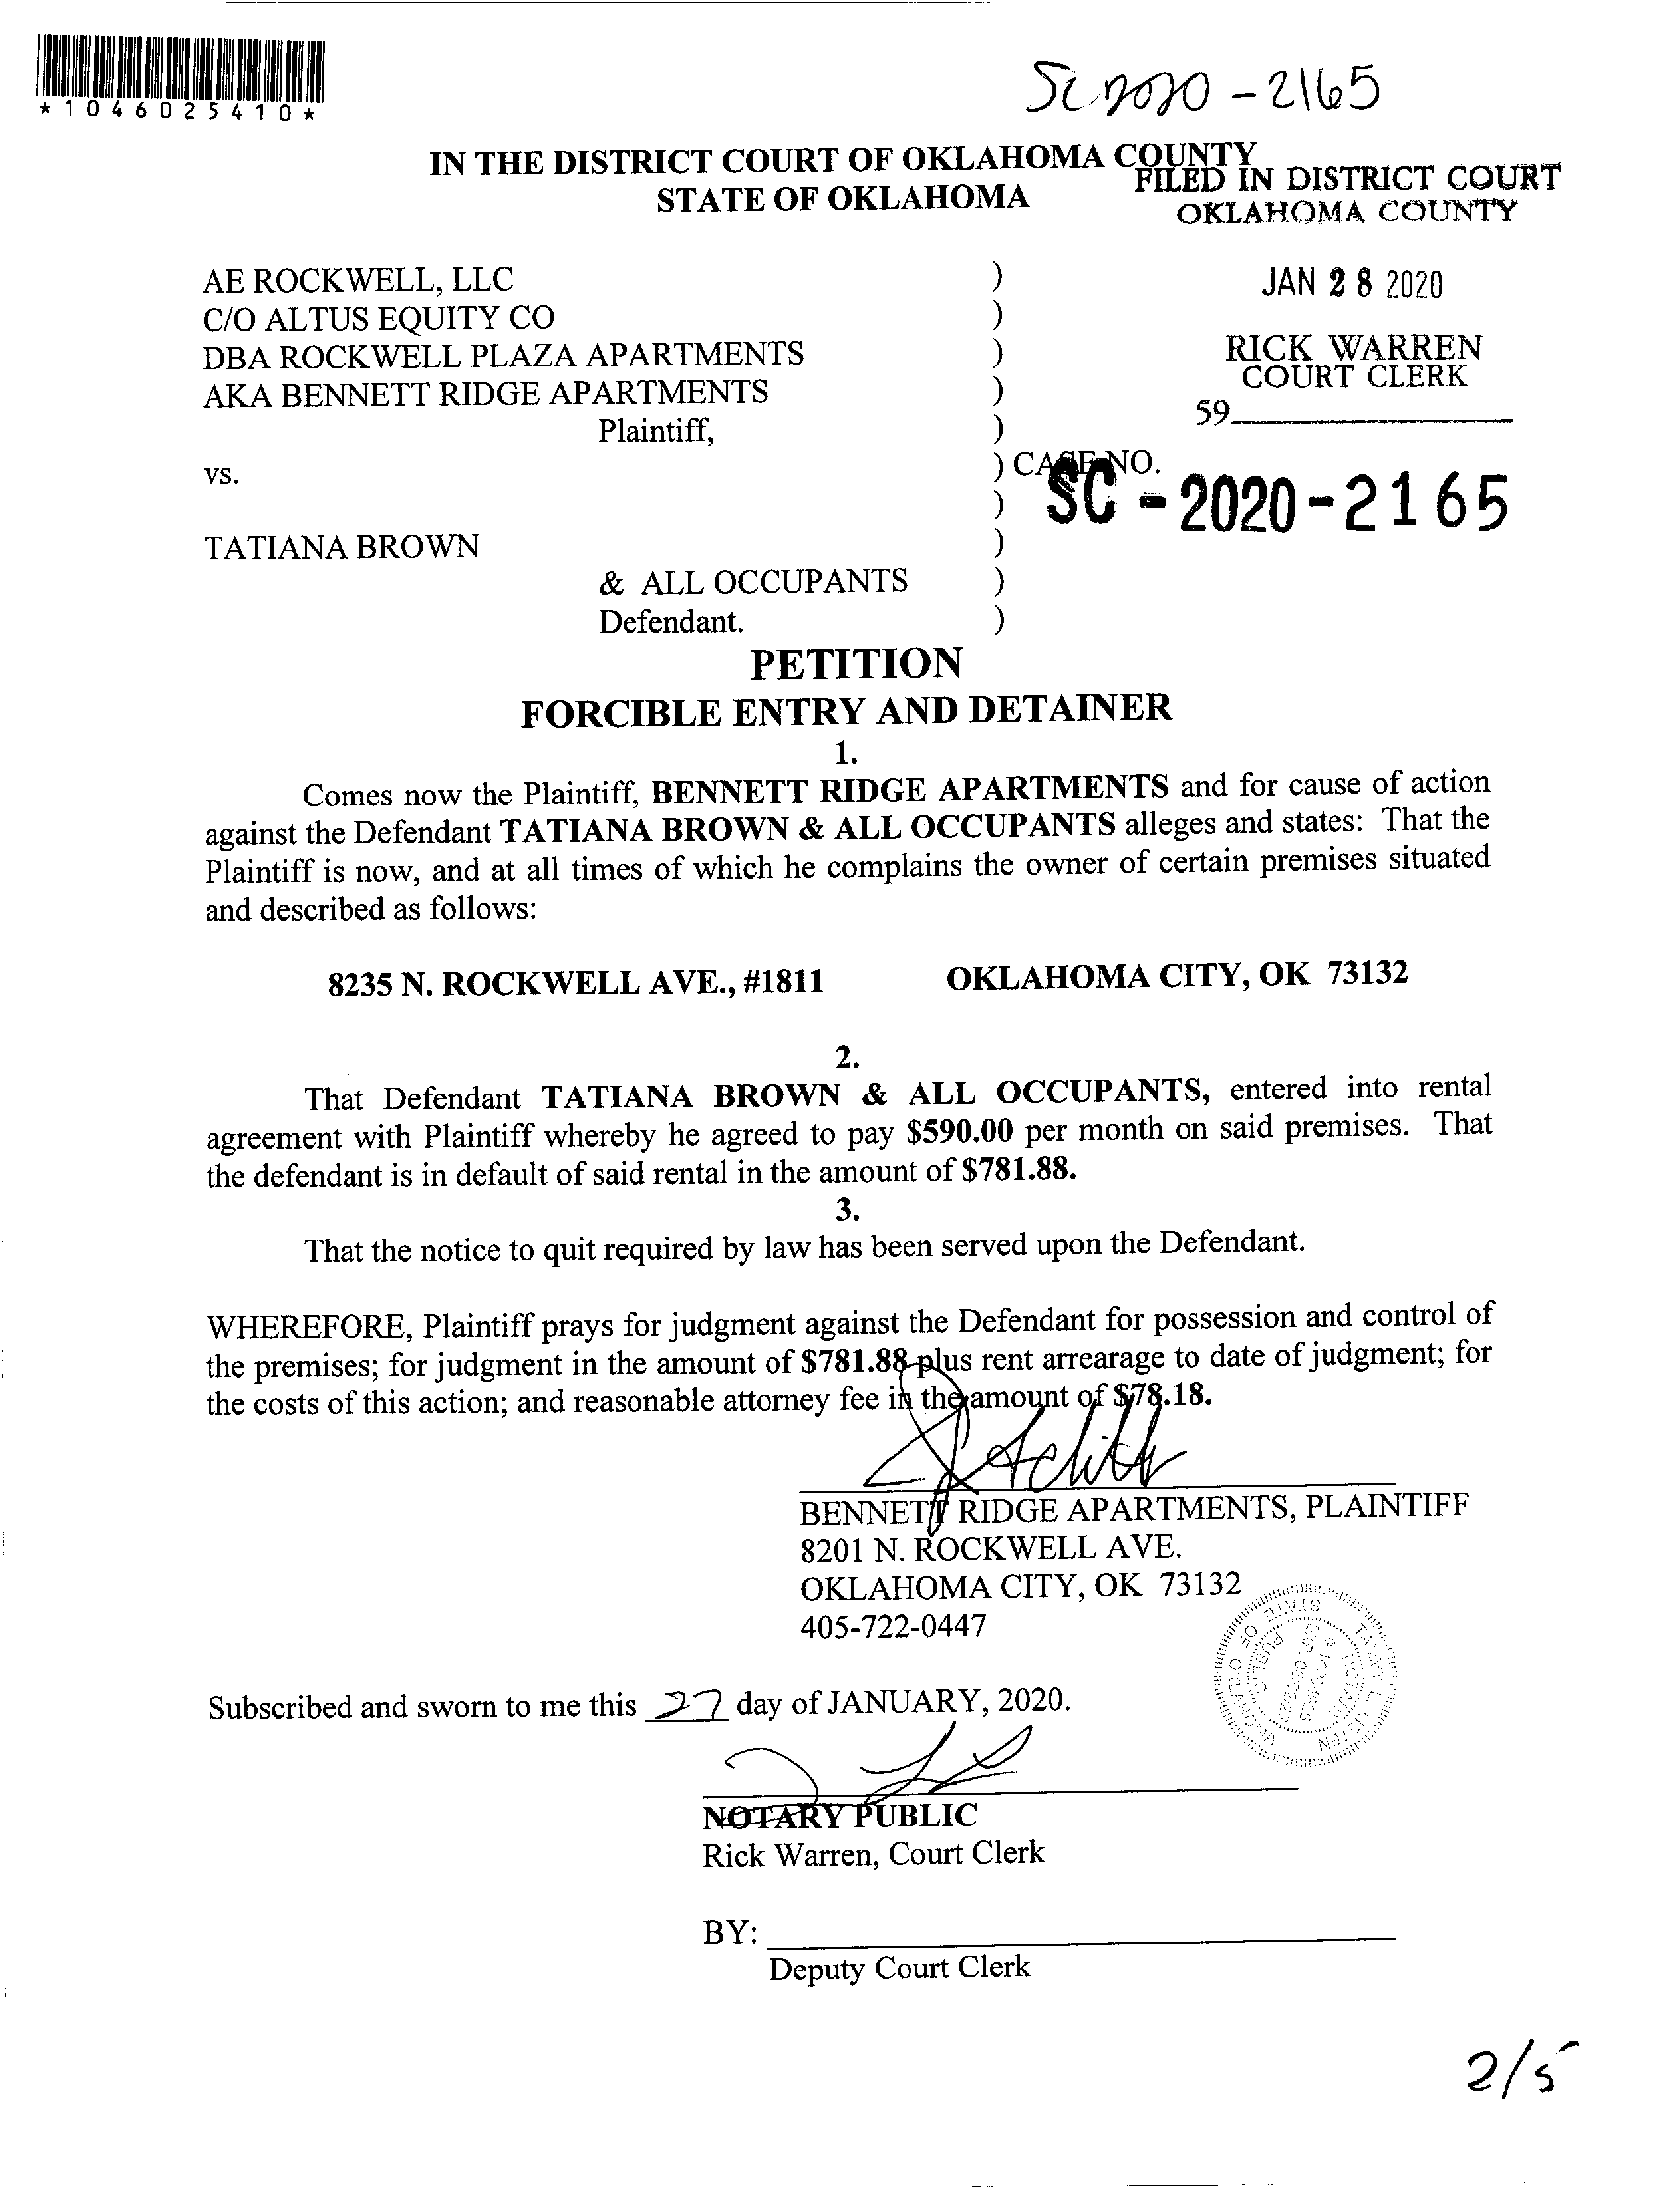 *1046025410*
SC 2020-2165
IN THE DISTRICT COURT OF OKLAHOMA COUNTY
STATE OF OKLAHOMA
FILED IN DISTRICT COURT
OKLAHOMA COUNTY
JAN 28 2020
RICK WARREN
COURT CLERK
59
AE ROCKWELL, LLC )
C/O ALTUS EQUITY CO )
DBA ROCKWELL PLAZA APARTMENTS )
AKA BENNETT RIDGE APARTMENTS )
Plaintiff, )
vs. ) CASE NO.
) SC-2020-2165
TATIANA BROWN )
& ALL OCCUPANTS )
Defendant. )
PETITION
FORCIBLE ENTRY AND DETAINER
1.
Comes now the Plaintiff, BENNETT RIDGE APARTMENTS and for cause of action
against the Defendant TATIANA BROWN & ALL OCCUPANTS alleges and states: That the
Plaintiff is now, and at all times of which he complains the owner of certain premises situated
and described as follows:
8235 N. ROCKWELL AVE., #1811 OKLAHOMA CITY, OK 73132
2.
That Defendant TATIANA BROWN & ALL OCCUPANTS, entered into rental
agreement with Plaintiff whereby he agreed to pay $590.00 per month on said premises. That
the defendant is in default of said rental in the amount of $781.88.
3.
That the notice to quit required by law has been served upon the Defendant.
WHEREFORE, Plaintiff prays for judgment against the Defendant for possession and control of
the premises; for judgment in the amount of $781.88 plus rent arrearage to date of judgment; for
the costs of this action; and reasonable attorney fee in the amount of $78.18.
BENNETT RIDGE APARTMENTS, PLAINTIFF
8201 N. ROCKWELL AVE.
OKLAHOMA CITY, OK 73132
405-722-0447
STATE OF
Subscribed and sworn to me this 27 day of JANUARY, 2020.
NOTARY PUBLIC
Rick Warren, Court Clerk
BY:
Deputy Court Clerk
2/5